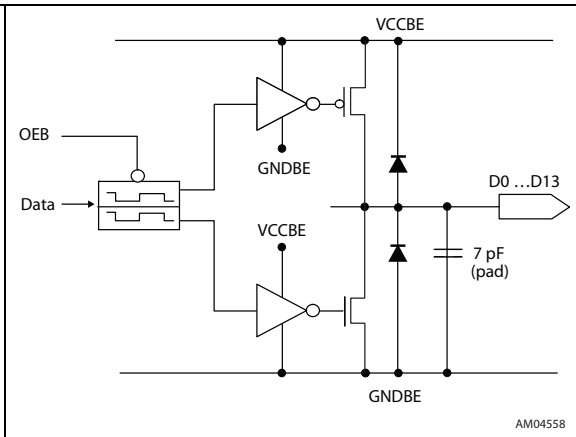 VCCBE
OEB
GNDBE
D0 ...D13
Data
VCCBE
7 pF
(pad)
GNDBE
AM04558